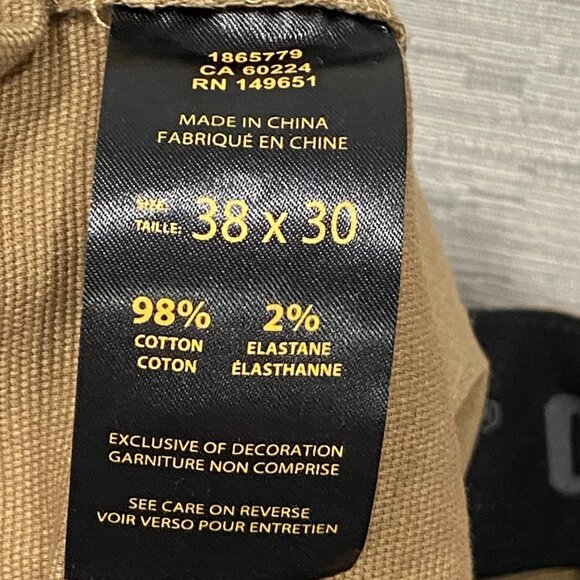 1865779
CA 60224
RN 149651
MADE IN CHINA
FABRIQUÉ EN CHINE
SIZE:
TAILLE: 38 x 30
98% 2%
COTTON ELASTANE
COTON ÉLASTHANNE
EXCLUSIVE OF DECORATION
GARNITURE NON COMPRISE
SEE CARE ON REVERSE
VOIR VERSO POUR ENTRETIEN